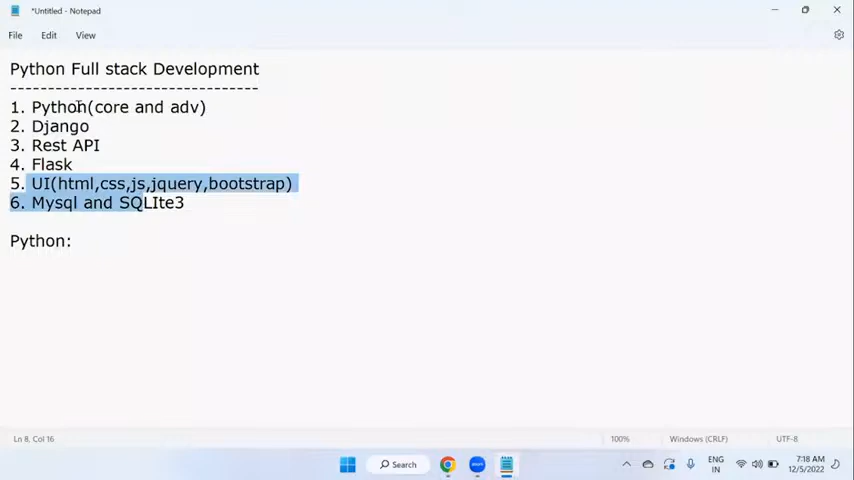 *Untitled - Notepad
File Edit View
Python Full stack Development
---------------------------------
1. Python(core and adv)
2. Django
3. Rest API
4. Flask
5. UI(html,css,js,jquery,bootstrap)
6. Mysql and SQLIte3
Python:
Ln 8, Col 16 100% Windows (CRLF) UTF-8
Search
zoom
ENG
IN
7:18 AM
12/5/2022